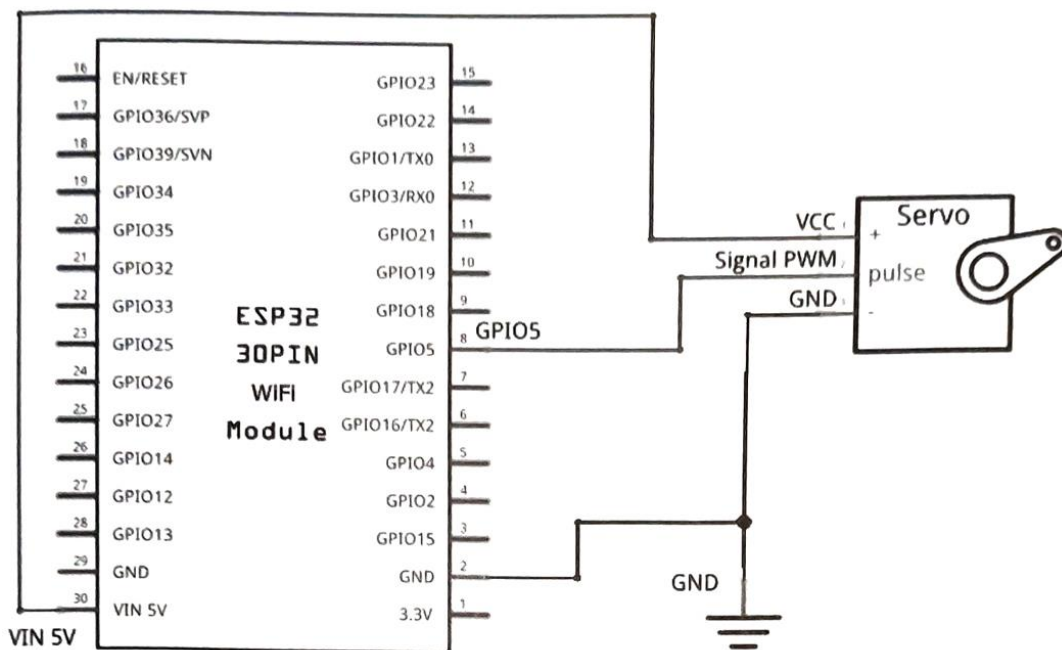 16 EN/RESET
17 GPIO36/SVP
18 GPIO39/SVN
19 GPIO34
20 GPIO35
21 GPIO32
22 GPIO33
23 GPIO25
24 GPIO26
25 GPIO27
26 GPIO14
27 GPIO12
28 GPIO13
29 GND
30 VIN 5V
VIN 5V
ESP32
30PIN
WiFi
Module
GPIO23 15
GPIO22 14
GPIO1/TX0 13
GPIO3/RX0 12
GPIO21 11
GPIO19 10
GPIO18 9
GPIO5 8 GPIO5
GPIO17/TX2 7
GPIO16/TX2 6
GPIO4 5
GPIO2 4
GPIO15 3
GND 2
3.3V 1
Servo
VCC +
Signal PWM pulse
GND -
GND